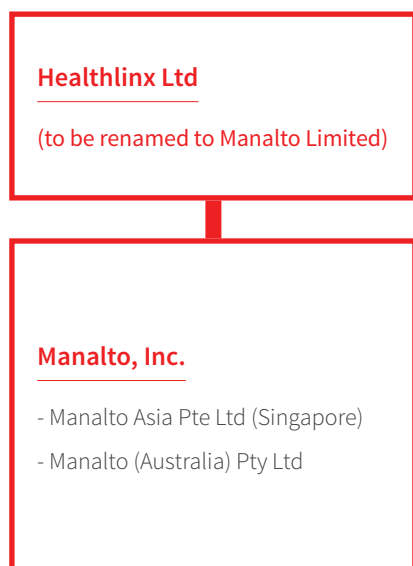 Healthlinx Ltd
(to be renamed to Manalto Limited)
Manalto, Inc.
- Manalto Asia Pte Ltd (Singapore)
- Manalto (Australia) Pty Ltd